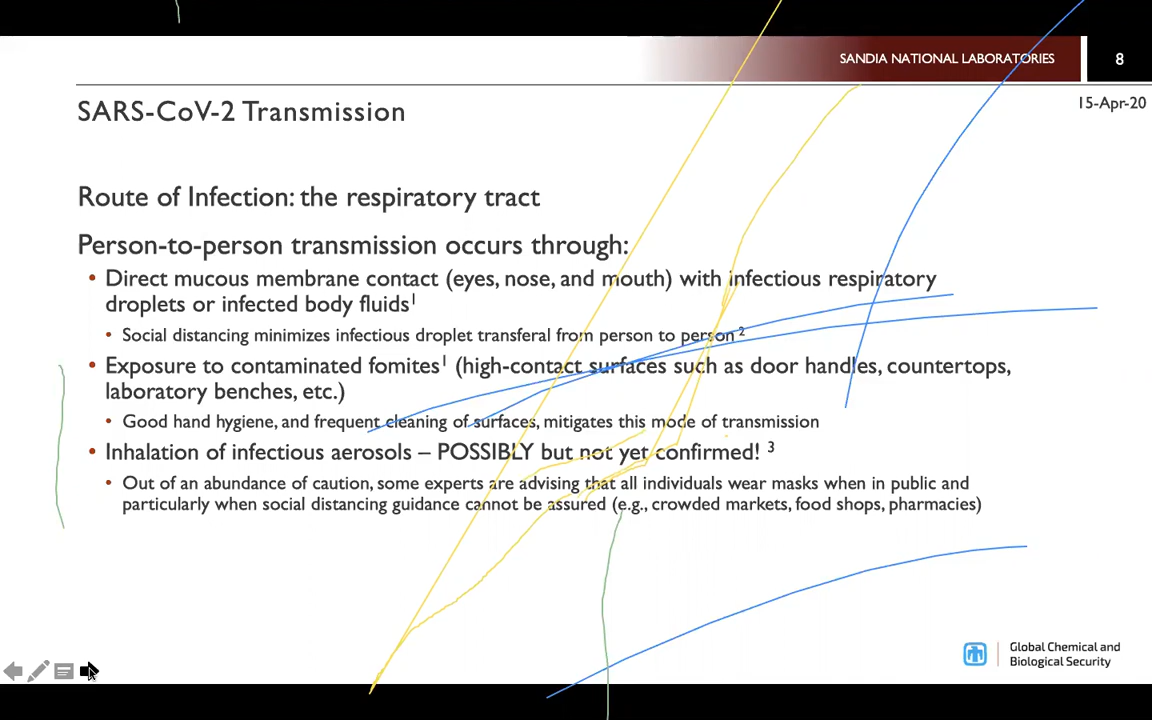 SANDIA NATIONAL LABORATORIES 8
15-Apr-20
SARS-CoV-2 Transmission
Route of Infection: the respiratory tract
Person-to-person transmission occurs through:
• Direct mucous membrane contact (eyes, nose, and mouth) with infectious respiratory
droplets or infected body fluids1
• Social distancing minimizes infectious droplet transferal from person to person 2
• Exposure to contaminated fomites1 (high-contact surfaces such as door handles, countertops,
laboratory benches, etc.)
• Good hand hygiene, and frequent cleaning of surfaces, mitigates this mode of transmission
• Inhalation of infectious aerosols – POSSIBLY but not yet confirmed! 3
• Out of an abundance of caution, some experts are advising that all individuals wear masks when in public and
particularly when social distancing guidance cannot be assured (e.g., crowded markets, food shops, pharmacies)
Global Chemical and
Biological Security